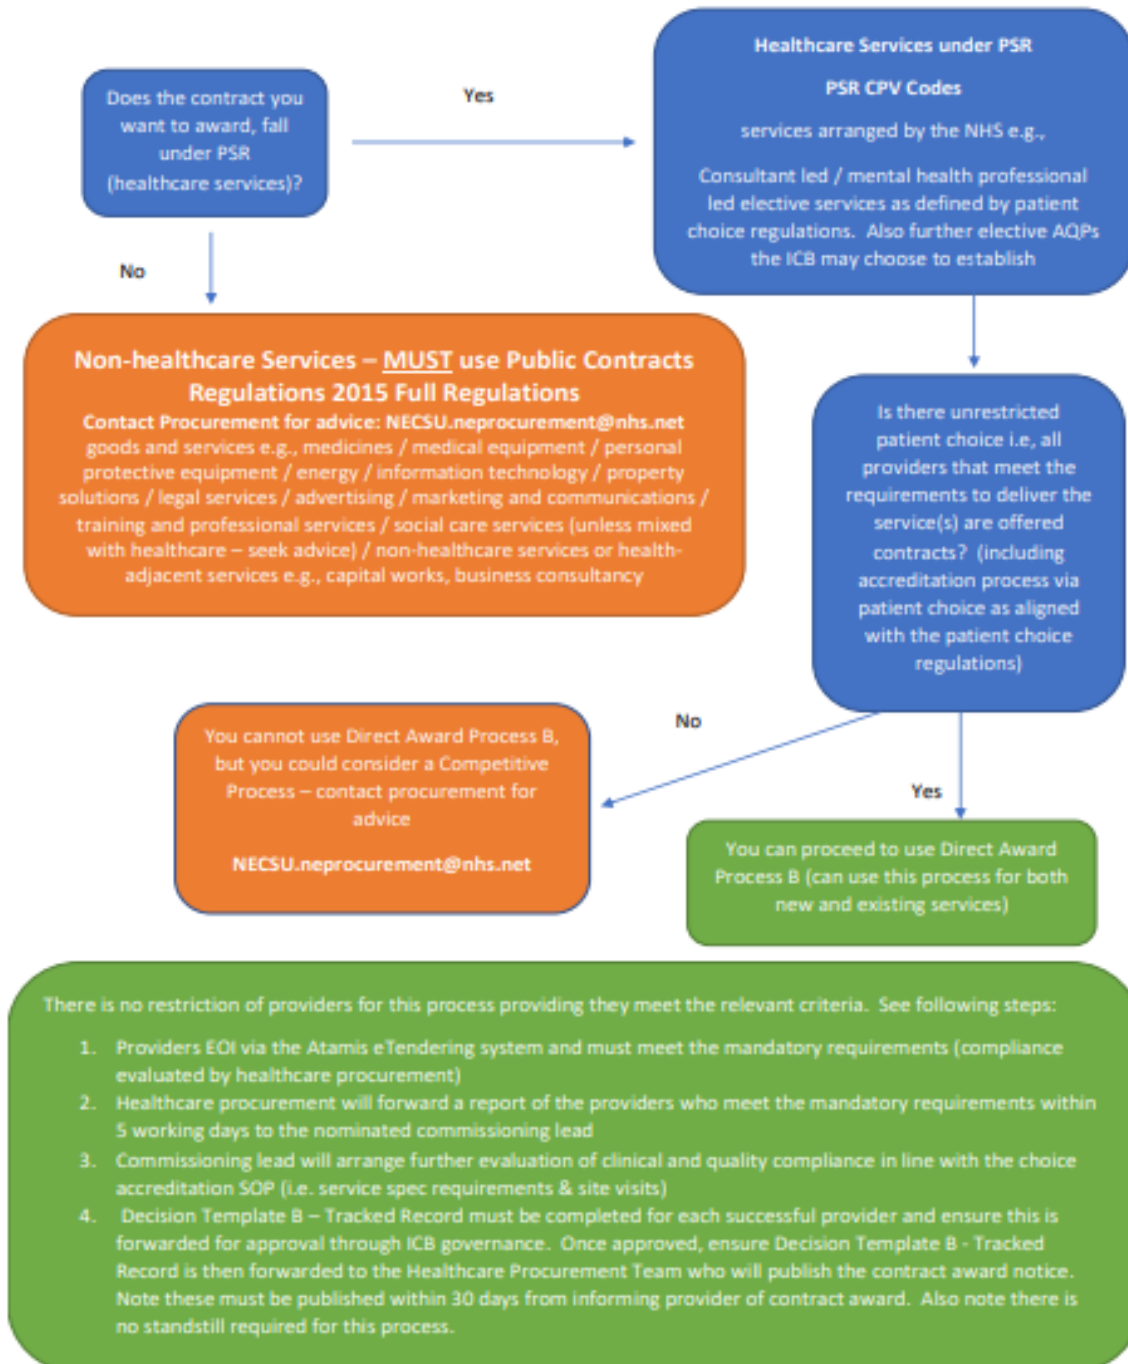 Does the contract you
want to award, fall
under PSR
(healthcare services)?
Yes
Healthcare Services under PSR
PSR CPV Codes
services arranged by the NHS e.g.,
Consultant led / mental health professional
led elective services as defined by patient
choice regulations. Also further elective AQPs
the ICB may choose to establish
No
Non-healthcare Services – MUST use Public Contracts
Regulations 2015 Full Regulations
Contact Procurement for advice: NECSU.neprocurement@nhs.net
goods and services e.g., medicines / medical equipment / personal
protective equipment / energy / information technology / property
solutions / legal services / advertising / marketing and communications /
training and professional services / social care services (unless mixed
with healthcare – seek advice) / non-healthcare services or health-
adjacent services e.g., capital works, business consultancy
Is there unrestricted
patient choice i.e, all
providers that meet the
requirements to deliver the
service(s) are offered
contracts? (including
accreditation process via
patient choice as aligned
with the patient choice
regulations)
No
You cannot use Direct Award Process B,
but you could consider a Competitive
Process – contact procurement for
advice
NECSU.neprocurement@nhs.net
Yes
You can proceed to use Direct Award
Process B (can use this process for both
new and existing services)
There is no restriction of providers for this process providing they meet the relevant criteria. See following steps:
1. Providers EOI via the Atamis eTendering system and must meet the mandatory requirements (compliance
evaluated by healthcare procurement)
2. Healthcare procurement will forward a report of the providers who meet the mandatory requirements within
5 working days to the nominated commissioning lead
3. Commissioning lead will arrange further evaluation of clinical and quality compliance in line with the choice
accreditation SOP (i.e. service spec requirements & site visits)
4. Decision Template B – Tracked Record must be completed for each successful provider and ensure this is
forwarded for approval through ICB governance. Once approved, ensure Decision Template B - Tracked
Record is then forwarded to the Healthcare Procurement Team who will publish the contract award notice.
Note these must be published within 30 days from informing provider of contract award. Also note there is
no standstill required for this process.